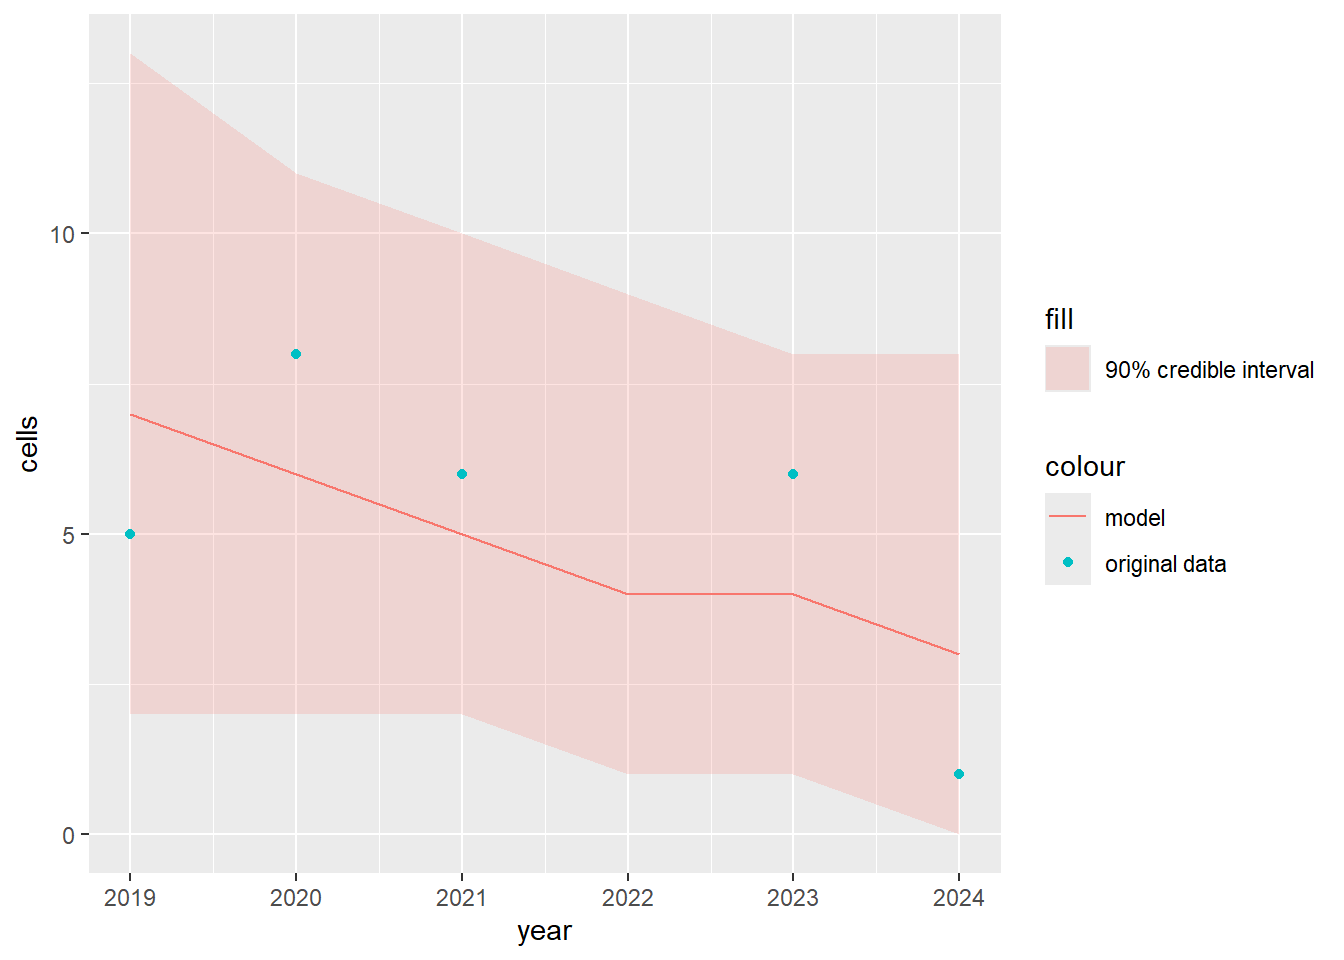 10
5
0
cells
2019 2020 2021 2022 2023 2024
year
fill
90% credible interval
colour
model
original data